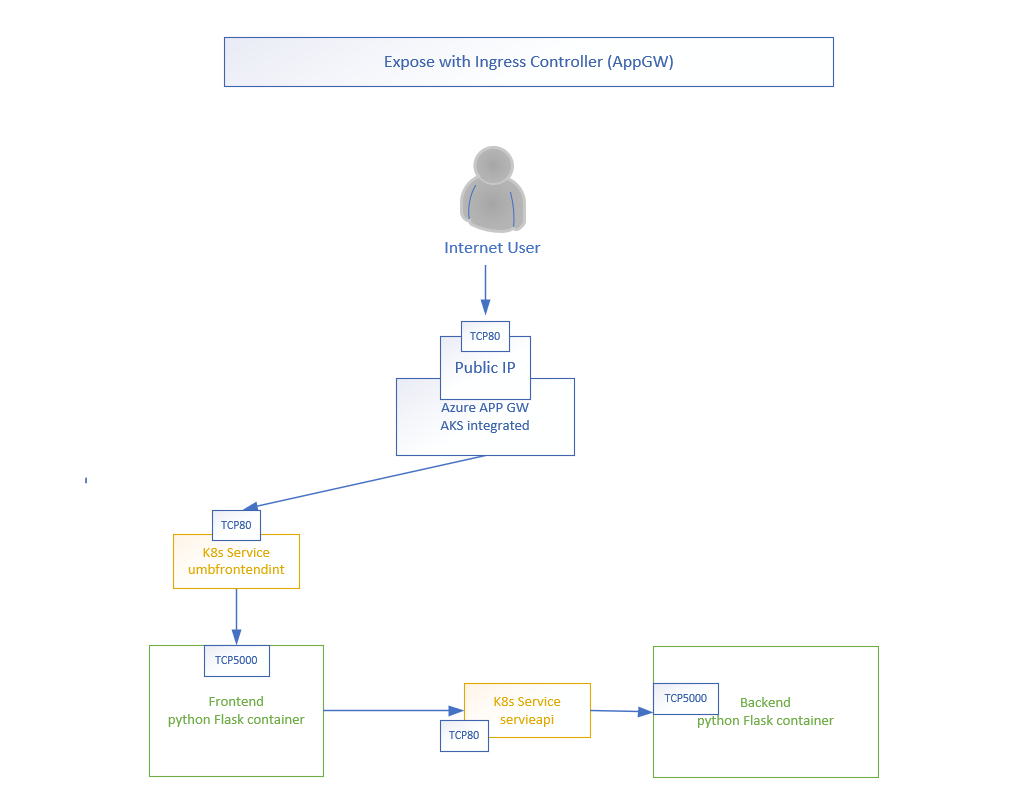 Expose with Ingress Controller (AppGW)
Internet User
TCP80
Public IP
Azure APP GW
AKS integrated
TCP80
K8s Service
umbfrontendint
TCP5000
Frontend
python Flask container
K8s Service
servieapi
TCP80
TCP5000
Backend
python Flask container